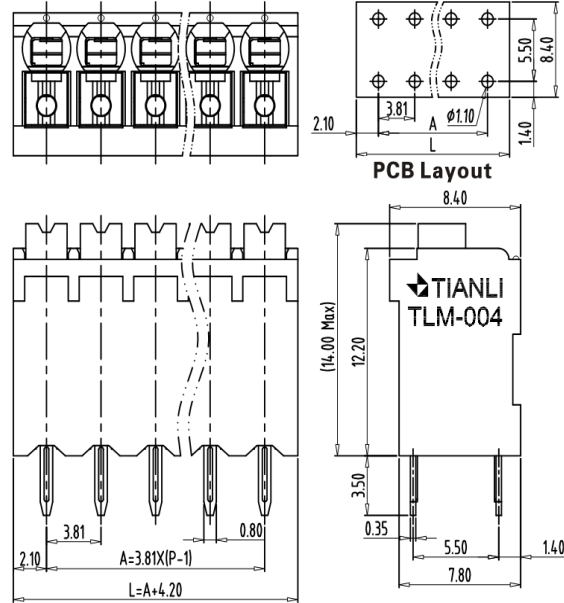 5.50
8.40
3.81
2.10
A
ø1.10
1.40
L
PCB Layout
8.40
TIANLI
TLM-004
(14.00 Max)
12.20
3.50
3.81
0.80
0.35
2.10
A=3.81X(P-1)
5.50
1.40
L=A+4.20
7.80